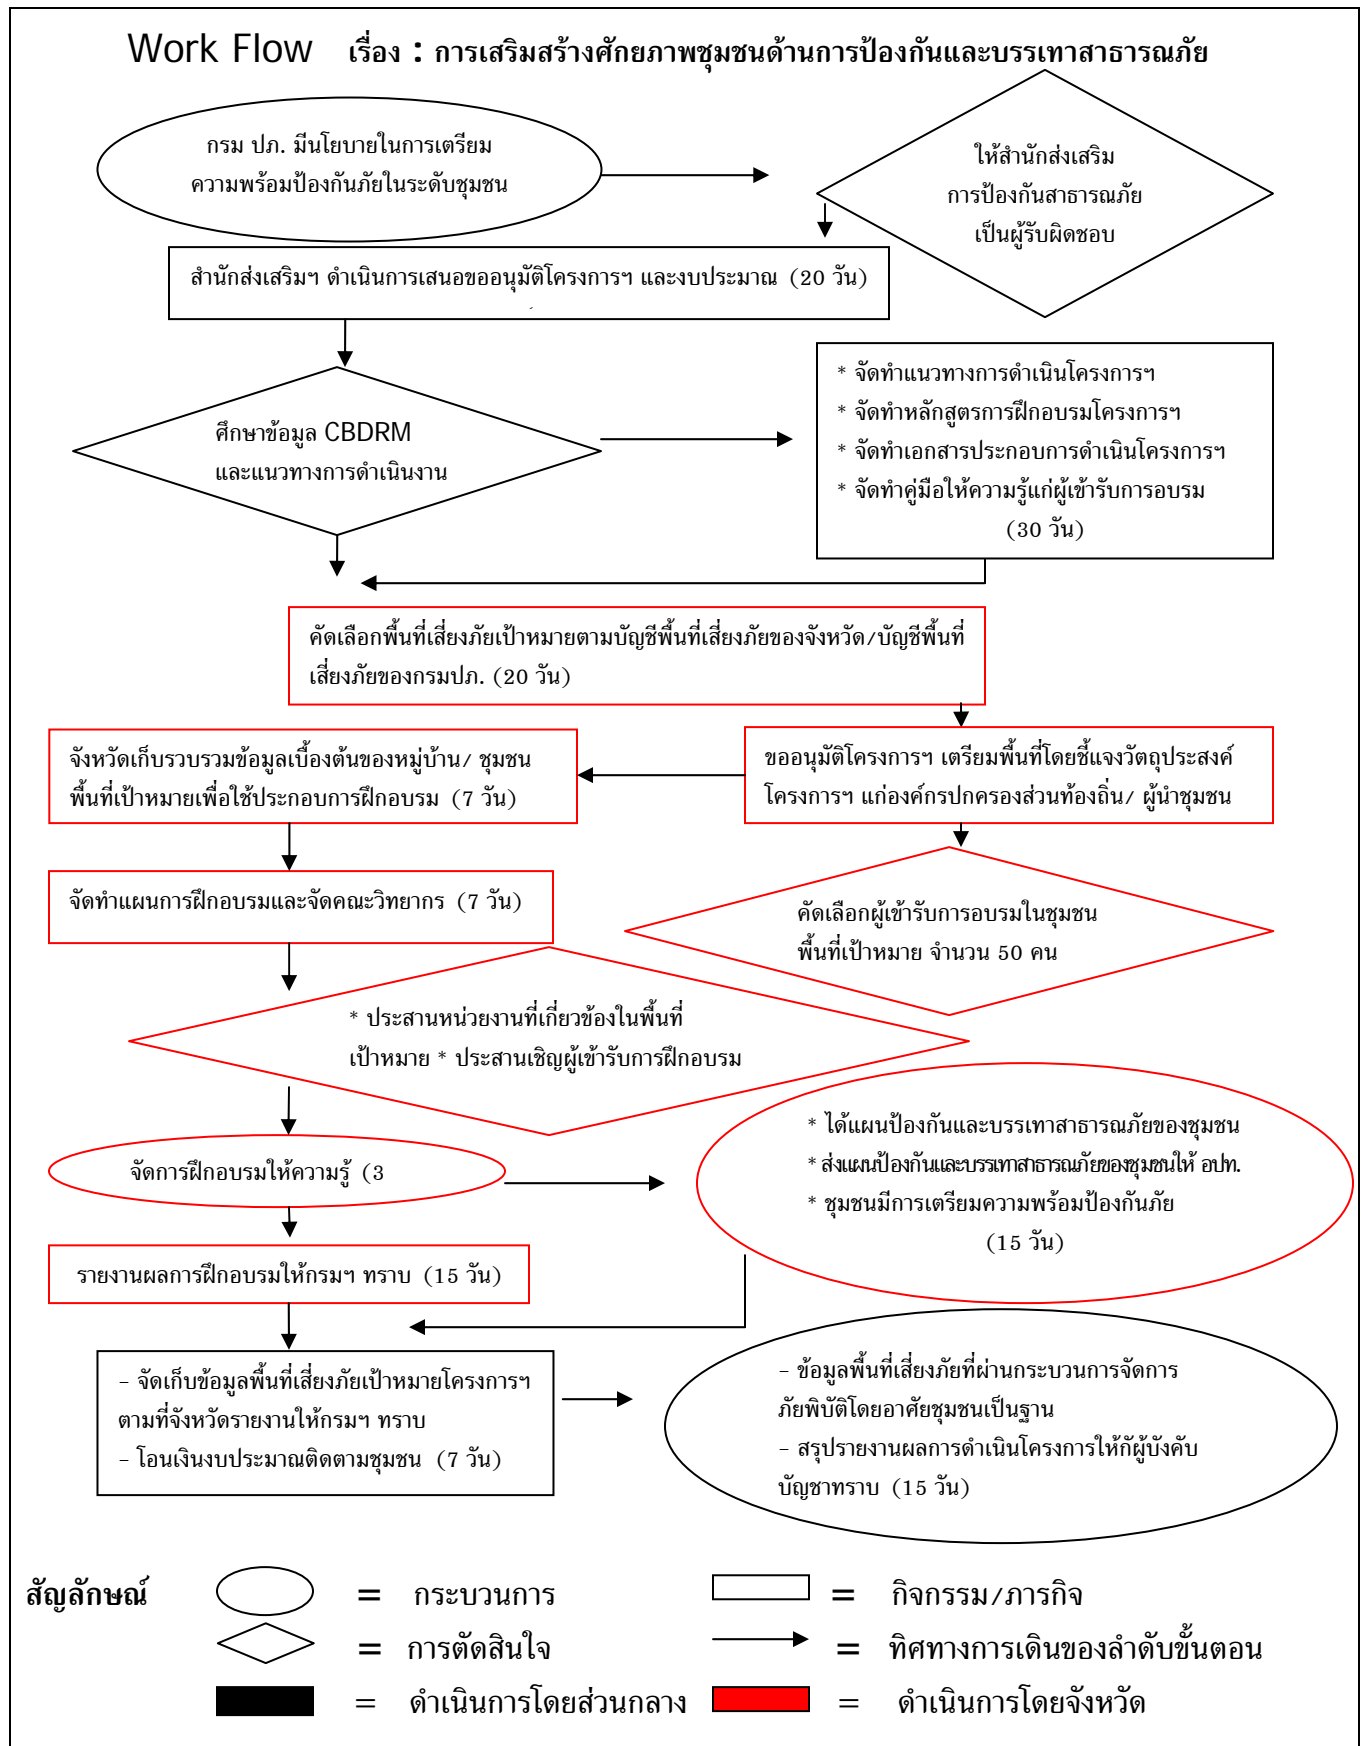 Work Flow เรื่อง : การเสริมสร้างศักยภาพชุมชนด้านการป้องกันและบรรเทาสาธารณภัย
กรม ปภ. มีนโยบายในการเตรียม
ความพร้อมป้องกันภัยในระดับชุมชน
ให้สำนักส่งเสริม
การป้องกันสาธารณภัย
เป็นผู้รับผิดชอบ
สำนักส่งเสริมฯ ดำเนินการเสนอขออนุมัติโครงการฯ และงบประมาณ (20 วัน)
ศึกษาข้อมูล CBDRM
และแนวทางการดำเนินงาน
* จัดทำแนวทางการดำเนินโครงการฯ
* จัดทำหลักสูตรการฝึกอบรมโครงการฯ
* จัดทำเอกสารประกอบการดำเนินโครงการฯ
* จัดทำคู่มือให้ความรู้แก่ผู้เข้ารับการอบรม
(30 วัน)
คัดเลือกพื้นที่เสี่ยงภัยเป้าหมายตามบัญชีพื้นที่เสี่ยงภัยของจังหวัด/บัญชีพื้นที่
เสี่ยงภัยของกรมปภ. (20 วัน)
จังหวัดเก็บรวบรวมข้อมูลเบื้องต้นของหมู่บ้าน/ ชุมชน
พื้นที่เป้าหมายเพื่อใช้ประกอบการฝึกอบรม (7 วัน)
ขออนุมัติโครงการฯ เตรียมพื้นที่โดยชี้แจงวัตถุประสงค์
โครงการฯ แก่องค์กรปกครองส่วนท้องถิ่น/ ผู้นำชุมชน
จัดทำแผนการฝึกอบรมและจัดคณะวิทยากร (7 วัน)
คัดเลือกผู้เข้ารับการอบรมในชุมชน
พื้นที่เป้าหมาย จำนวน 50 คน
* ประสานหน่วยงานที่เกี่ยวข้องในพื้นที่
เป้าหมาย * ประสานเชิญผู้เข้ารับการฝึกอบรม
จัดการฝึกอบรมให้ความรู้ (3
* ได้แผนป้องกันและบรรเทาสาธารณภัยของชุมชน
* ส่งแผนป้องกันและบรรเทาสาธารณภัยของชุมชนให้ อปท.
* ชุมชนมีการเตรียมความพร้อมป้องกันภัย
(15 วัน)
รายงานผลการฝึกอบรมให้กรมฯ ทราบ (15 วัน)
– จัดเก็บข้อมูลพื้นที่เสี่ยงภัยเป้าหมายโครงการฯ
ตามที่จังหวัดรายงานให้กรมฯ ทราบ
– โอนเงินงบประมาณติดตามชุมชน (7 วัน)
– ข้อมูลพื้นที่เสี่ยงภัยที่ผ่านกระบวนการจัดการ
ภัยพิบัติโดยอาศัยชุมชนเป็นฐาน
– สรุปรายงานผลการดำเนินโครงการให้กัผู้บังคับ
บัญชาทราบ (15 วัน)
สัญลักษณ์ = กระบวนการ = กิจกรรม/ภารกิจ
= การตัดสินใจ = ทิศทางการเดินของลำดับขั้นตอน
= ดำเนินการโดยส่วนกลาง = ดำเนินการโดยจังหวัด